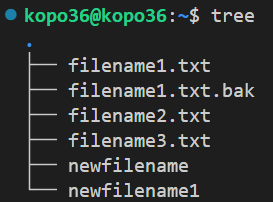 kopo36@kopo36:~$ tree
.
├── filename1.txt
├── filename1.txt.bak
├── filename2.txt
├── filename3.txt
├── newfilename
└── newfilename1